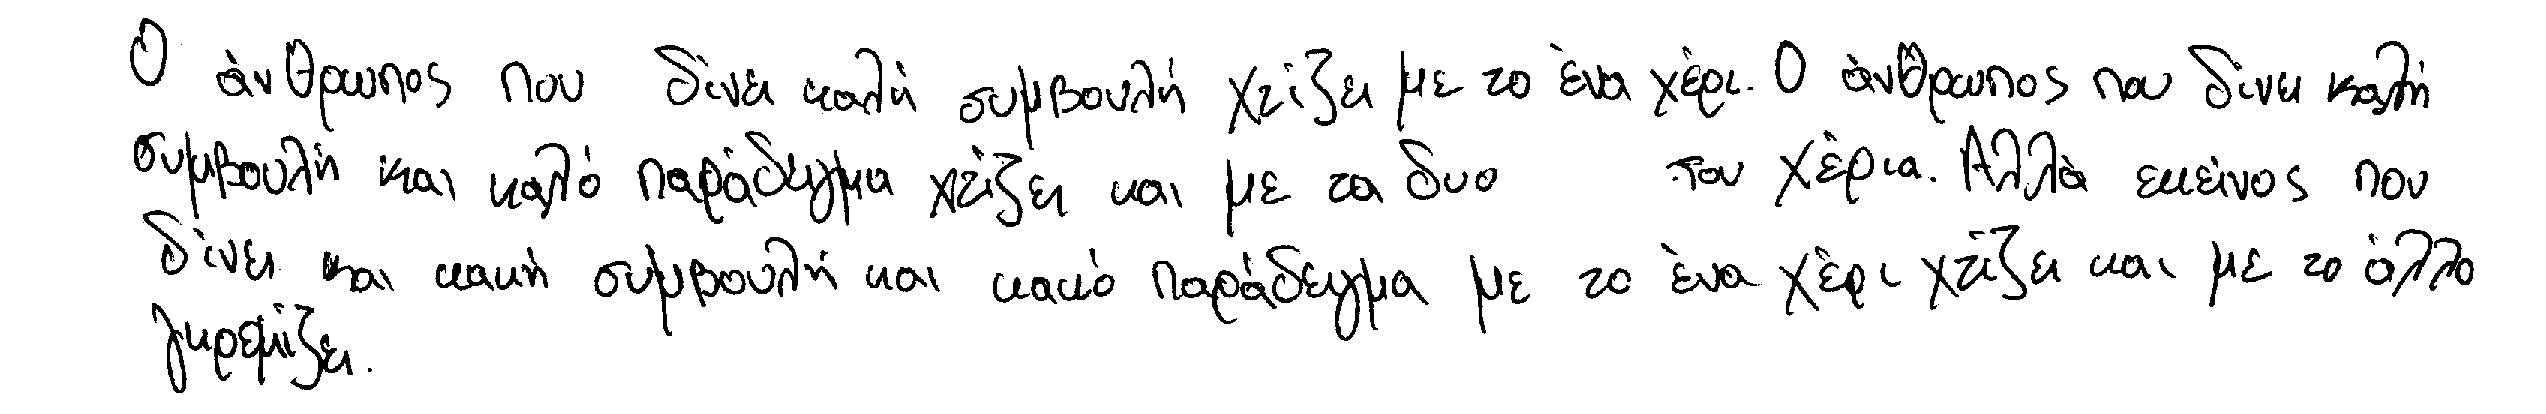 Ο άνθρωπος που δίνει καλή συμβουλή χτίζει με το ένα χέρι. Ο άνθρωπος που δίνει καλή
συμβουλή και καλό παράδειγμα χτίζει και με τα δυο του χέρια. Αλλά εκείνος που
δίνει και κακή συμβουλή και κακό παράδειγμα με το ένα χέρι χτίζει και με το άλλο
γκρεμίζει.